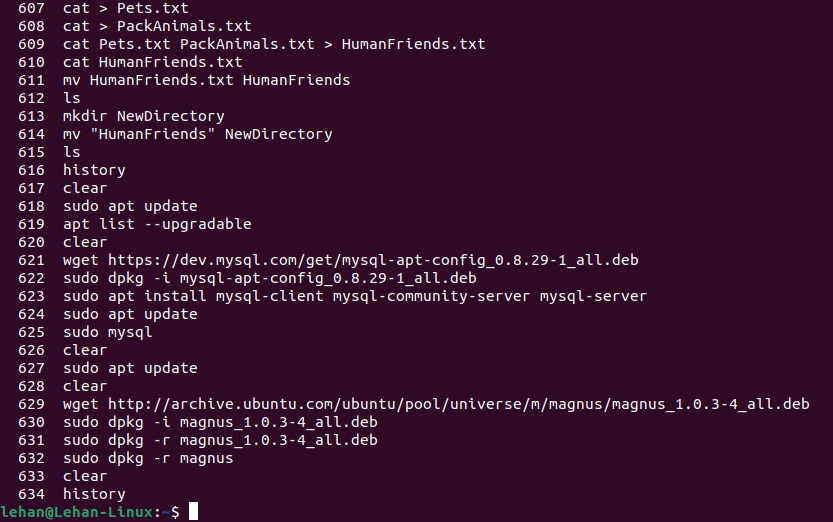 607 cat > Pets.txt
608 cat > PackAnimals.txt
609 cat Pets.txt PackAnimals.txt > HumanFriends.txt
610 cat HumanFriends.txt
611 mv HumanFriends.txt HumanFriends
612 ls
613 mkdir NewDirectory
614 mv "HumanFriends" NewDirectory
615 ls
616 history
617 clear
618 sudo apt update
619 apt list --upgradable
620 clear
621 wget https://dev.mysql.com/get/mysql-apt-config_0.8.29-1_all.deb
622 sudo dpkg -i mysql-apt-config_0.8.29-1_all.deb
623 sudo apt install mysql-client mysql-community-server mysql-server
624 sudo apt update
625 sudo mysql
626 clear
627 sudo apt update
628 clear
629 wget http://archive.ubuntu.com/ubuntu/pool/universe/m/magnus/magnus_1.0.3-4_all.deb
630 sudo dpkg -i magnus_1.0.3-4_all.deb
631 sudo dpkg -r magnus_1.0.3-4_all.deb
632 sudo dpkg -r magnus
633 clear
634 history
lehan@Lehan-Linux:~$